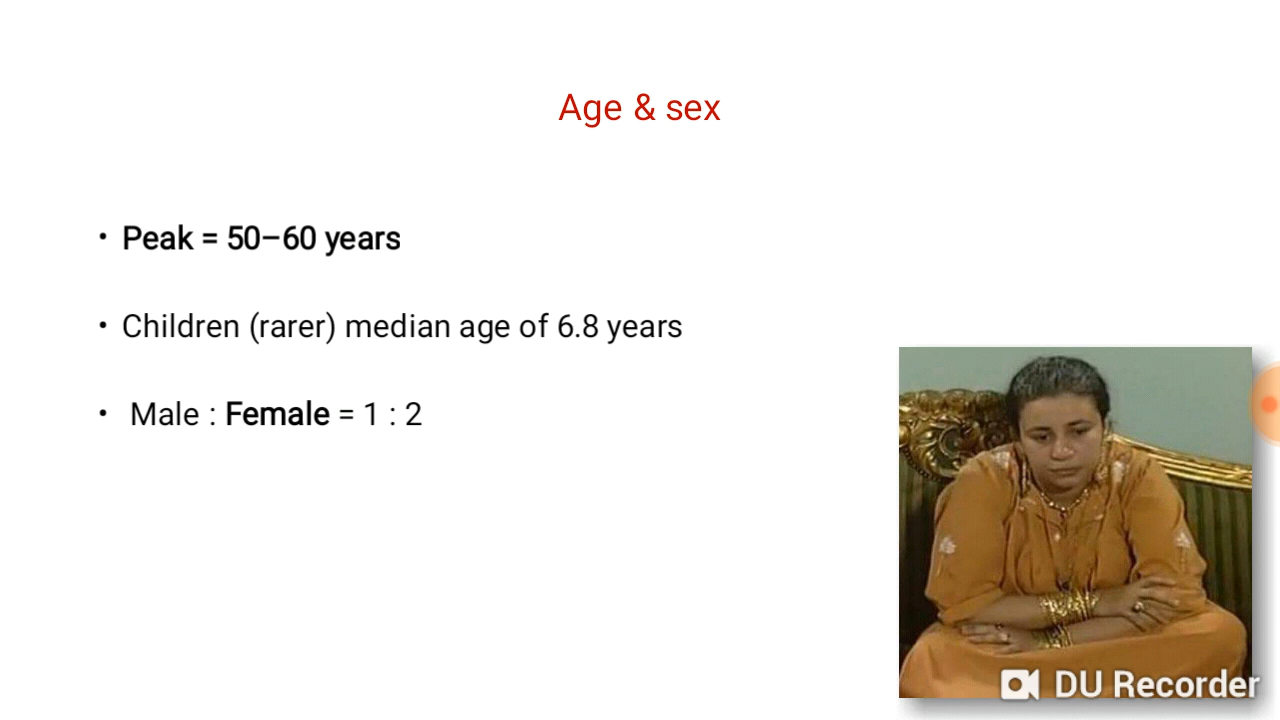 Age & sex
• Peak = 50–60 years
• Children (rarer) median age of 6.8 years
• Male : Female = 1 : 2
DU Recorder